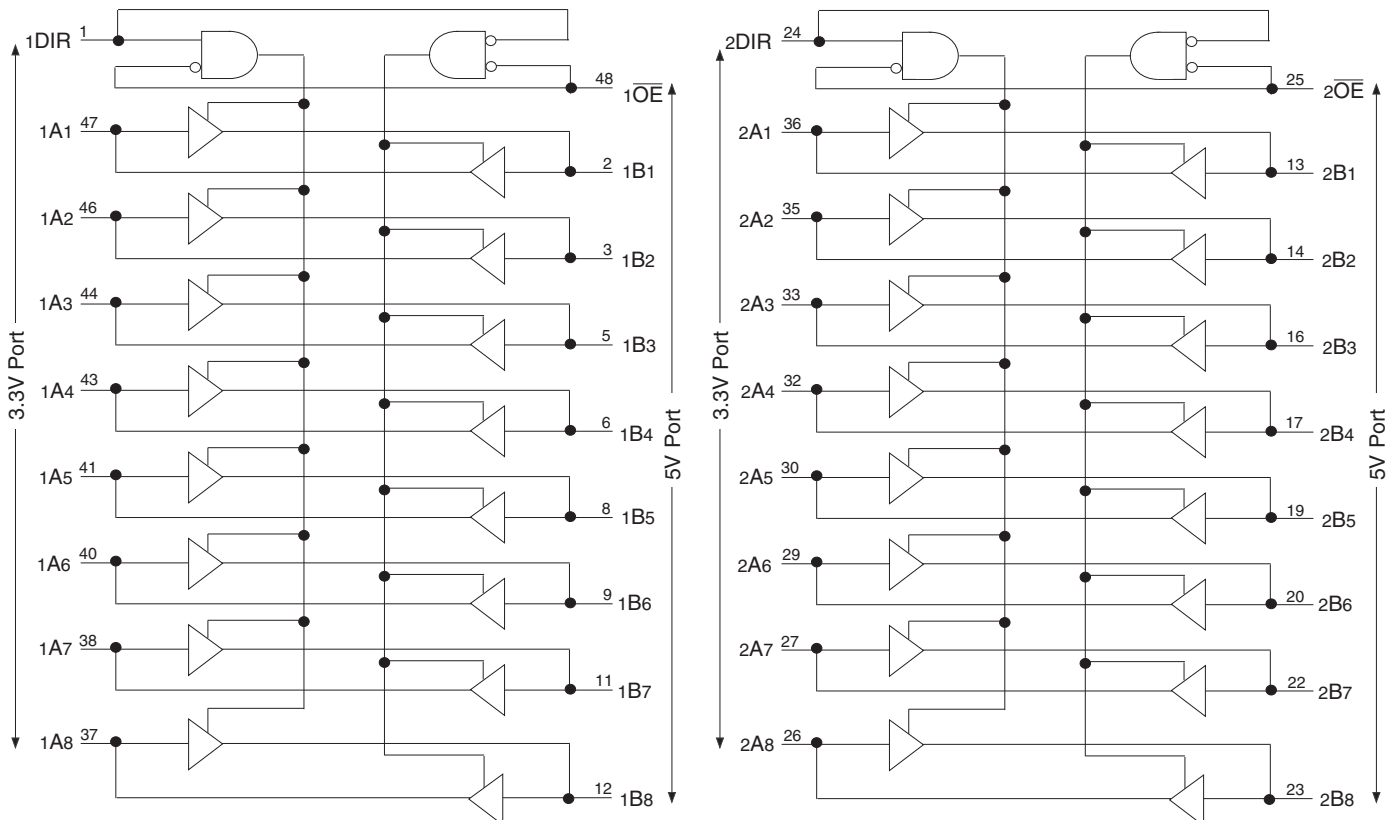 1DIR 1
48 1OE
1A1 47
2 1B1
1A2 46
3 1B2
1A3 44
5 1B3
1A4 43
6 1B4
1A5 41
8 1B5
1A6 40
9 1B6
1A7 38
11 1B7
1A8 37
12 1B8
3.3V Port
5V Port
2DIR 24
25 2OE
2A1 36
13 2B1
2A2 35
14 2B2
2A3 33
16 2B3
2A4 32
17 2B4
2A5 30
19 2B5
2A6 29
20 2B6
2A7 27
22 2B7
2A8 26
23 2B8
3.3V Port
5V Port